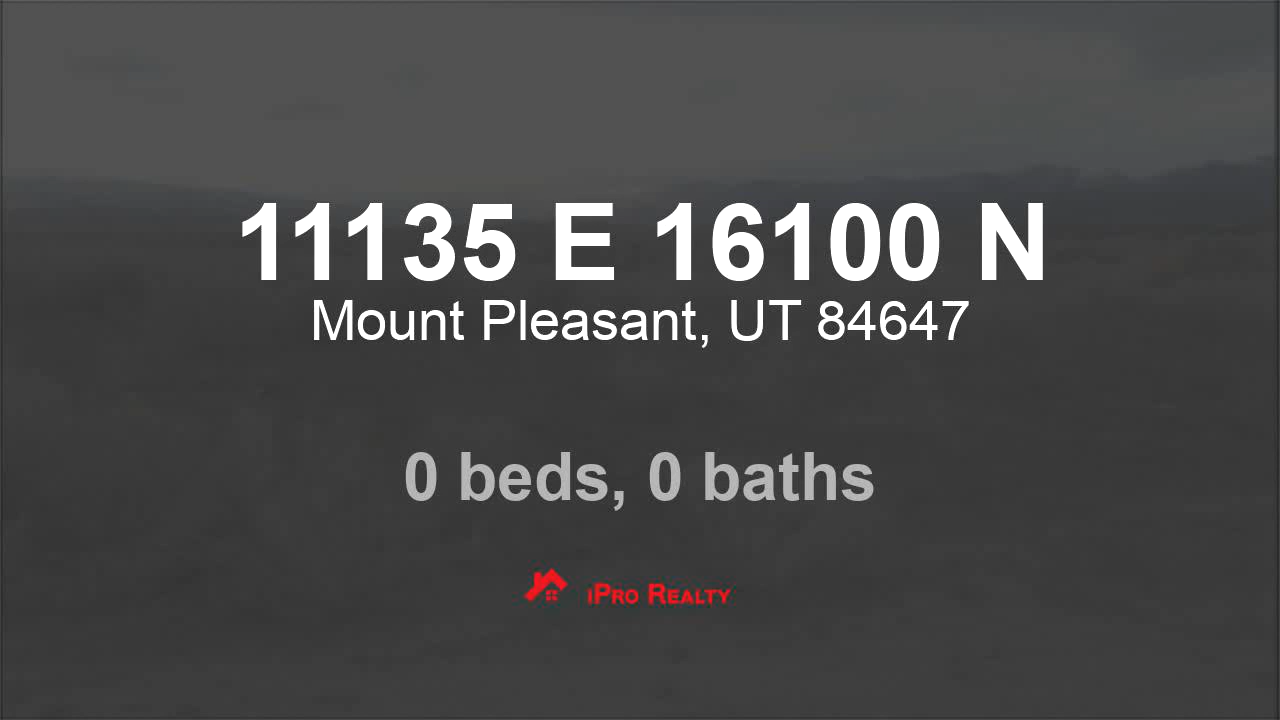 11135 E 16100 N
Mount Pleasant, UT 84647
0 beds, 0 baths
iPro Realty